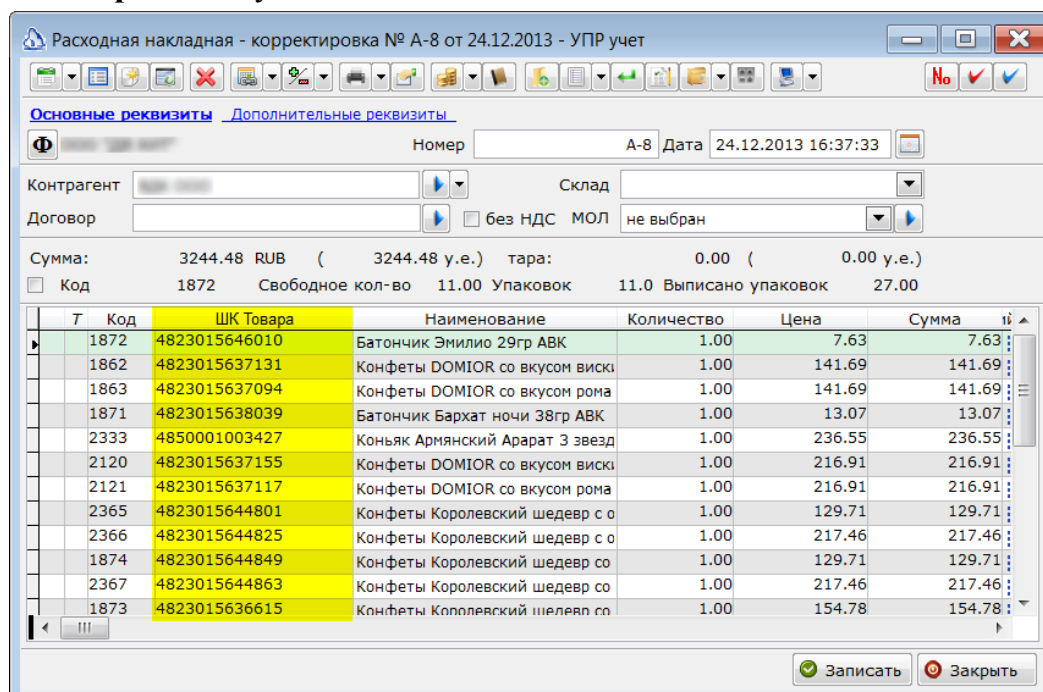 Расходная накладная - корректировка № А-8 от 24.12.2013 - УПР учет
No
Основные реквизиты Дополнительные реквизиты
Ф Номер А-8 Дата 24.12.2013 16:37:33
Контрагент Склад
Договор без НДС МОЛ не выбран
Сумма: 3244.48 RUB ( 3244.48 у.е.) тара: 0.00 ( 0.00 у.е.)
Код 1872 Свободное кол-во 11.00 Упаковок 11.0 Выписано упаковок 27.00
Т Код ШК Товара Наименование Количество Цена Сумма
1872 4823015646010 Батончик Эмилио 29гр АВК 1.00 7.63 7.63
1862 4823015637131 Конфеты DOMIOR со вкусом виски 1.00 141.69 141.69
1863 4823015637094 Конфеты DOMIOR со вкусом рома 1.00 141.69 141.69
1871 4823015638039 Батончик Бархат ночи 38гр АВК 1.00 13.07 13.07
2333 4850001003427 Коньяк Армянский Арарат 3 звезд 1.00 236.55 236.55
2120 4823015637155 Конфеты DOMIOR со вкусом виски 1.00 216.91 216.91
2121 4823015637117 Конфеты DOMIOR со вкусом рома 1.00 216.91 216.91
2365 4823015644801 Конфеты Королевский шедевр с о 1.00 129.71 129.71
2366 4823015644825 Конфеты Королевский шедевр с о 1.00 217.46 217.46
1874 4823015644849 Конфеты Королевский шедевр со 1.00 129.71 129.71
2367 4823015644863 Конфеты Королевский шедевр со 1.00 217.46 217.46
1873 4823015636615 Конфеты Королевский шедевр со 1.00 154.78 154.78
Записать Закрыть